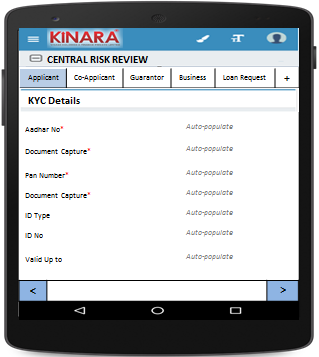 KINARA
CENTRAL RISK REVIEW
Applicant Co-Applicant Guarantor Business Loan Request +
KYC Details
Aadhar No* Auto-populate
Document Capture* Auto-populate
Pan Number* Auto-populate
Document Capture* Auto-populate
ID Type Auto-populate
ID No Auto-populate
Valid Up to Auto-populate
< >